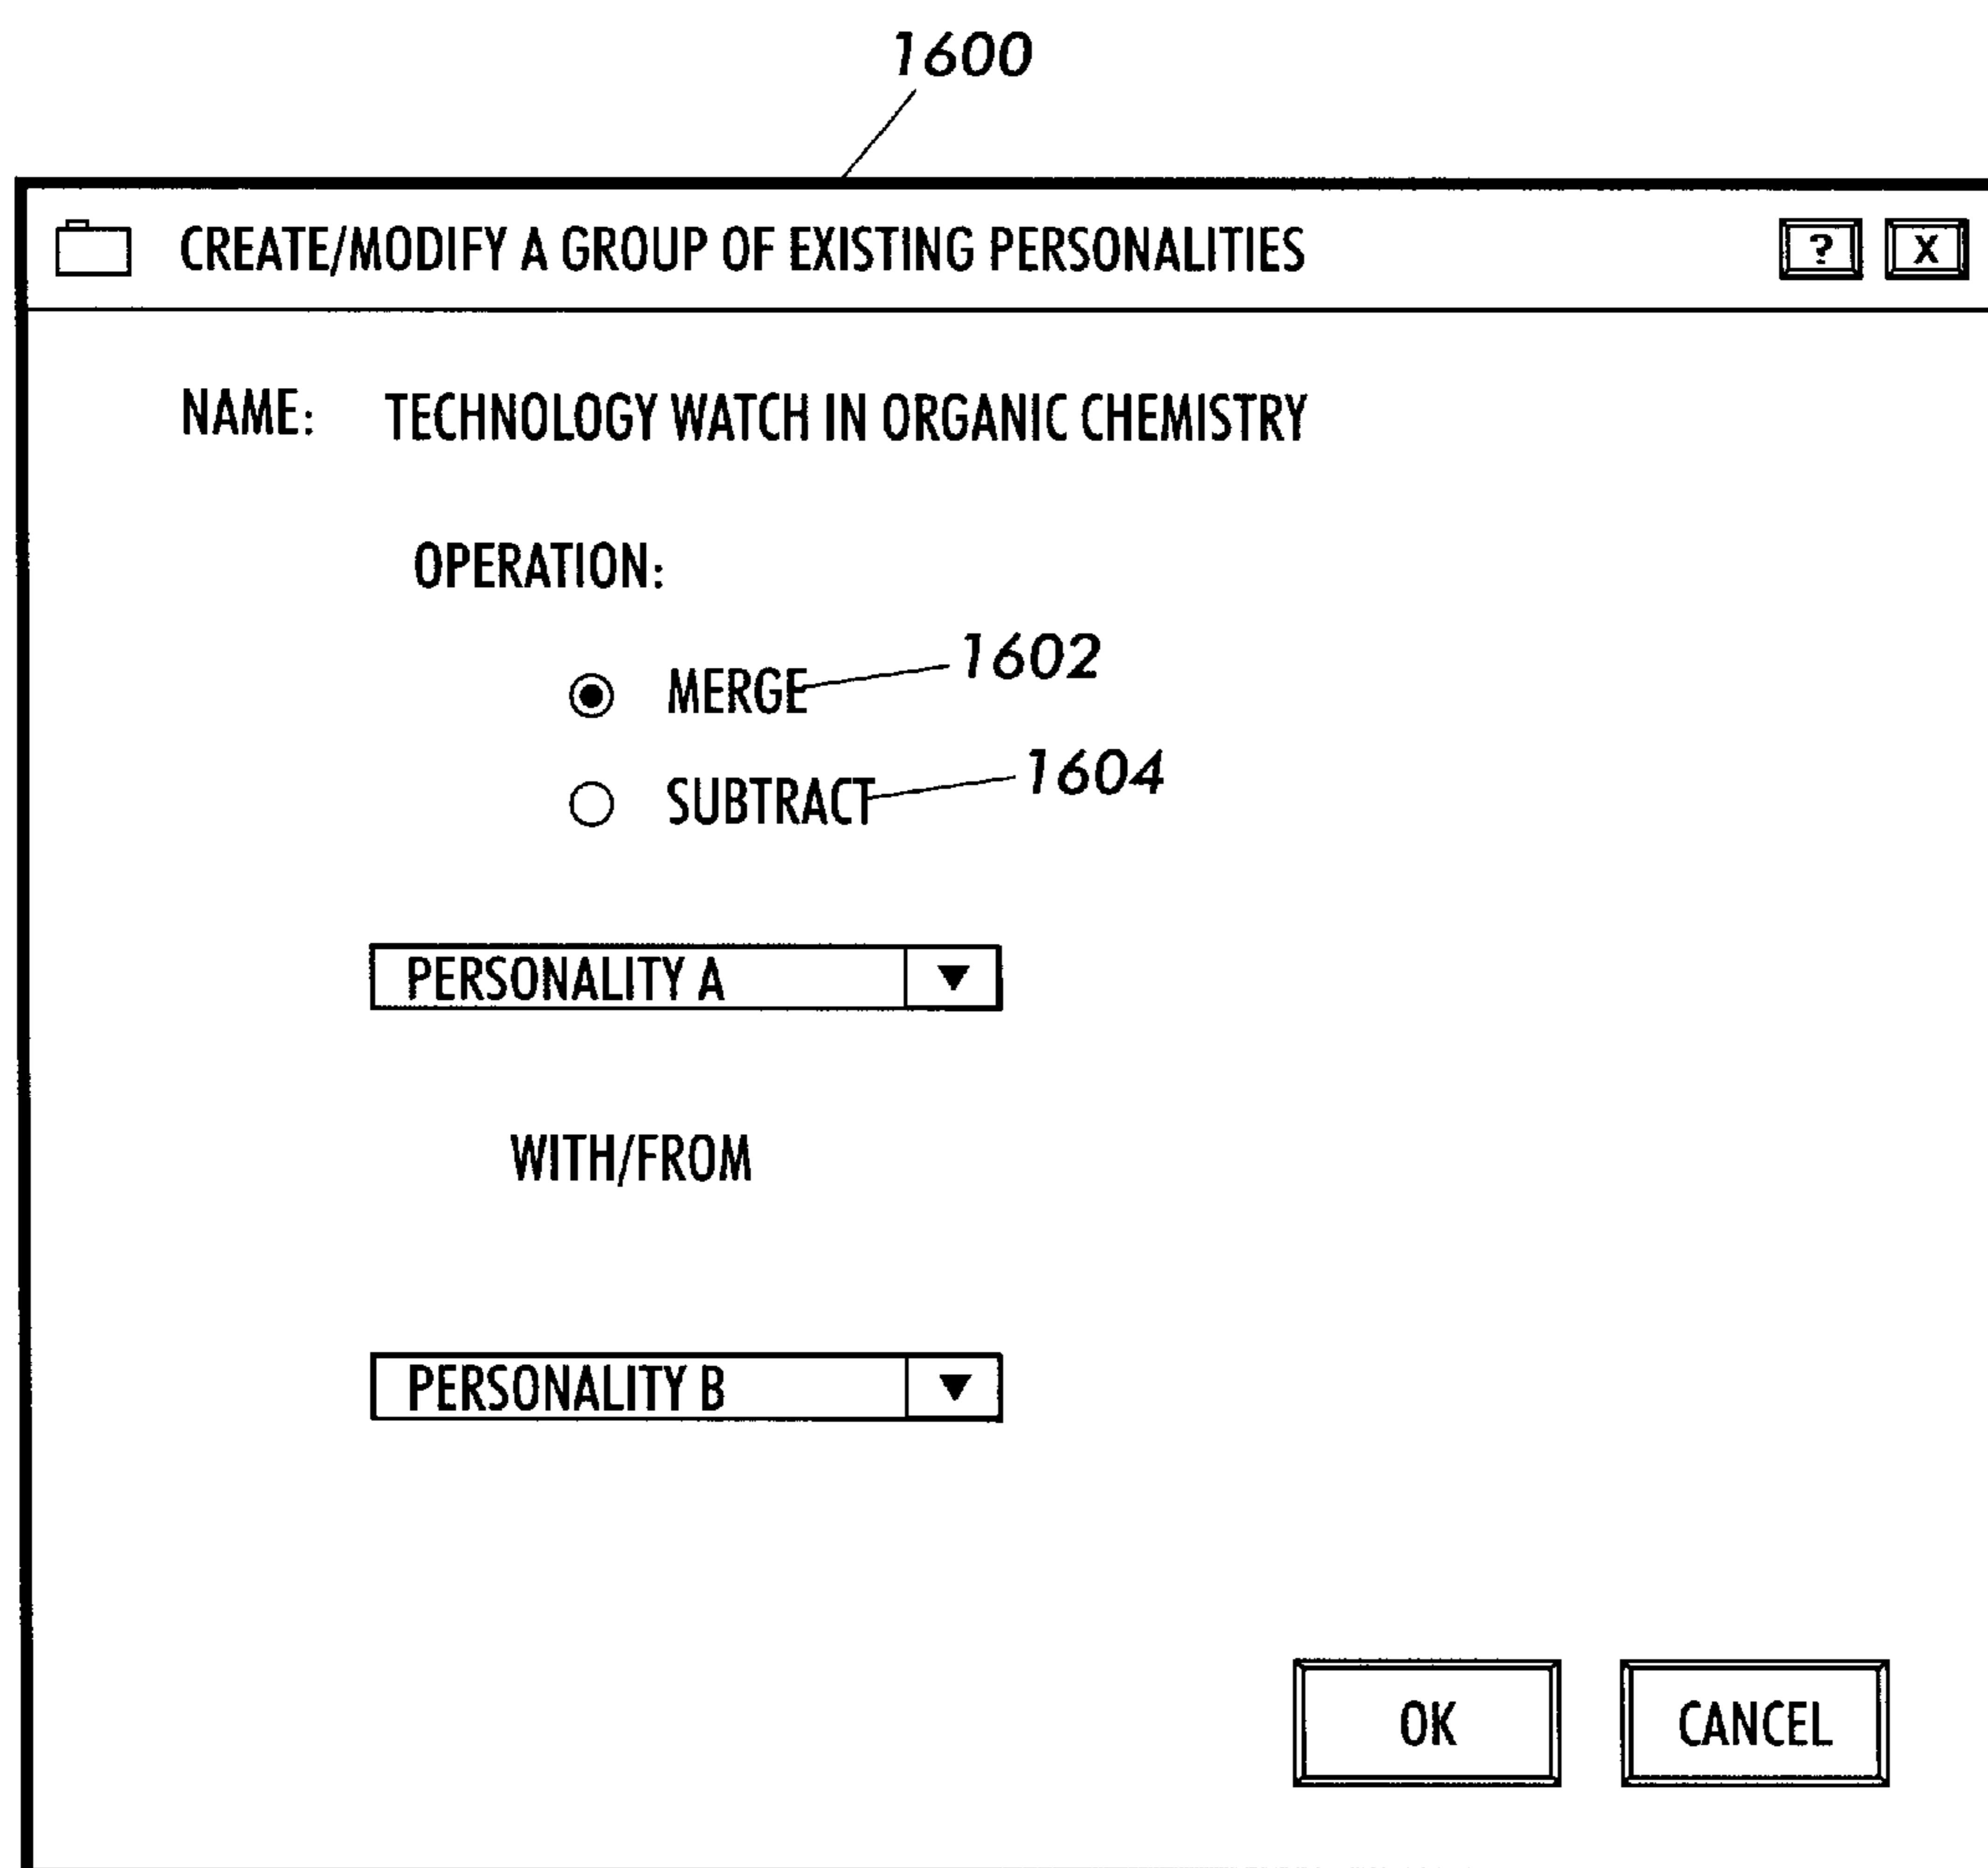 1600
CREATE/MODIFY A GROUP OF EXISTING PERSONALITIES ? X
NAME: TECHNOLOGY WATCH IN ORGANIC CHEMISTRY
OPERATION:
MERGE 1602
SUBTRACT 1604
PERSONALITY A
WITH/FROM
PERSONALITY B
OK CANCEL